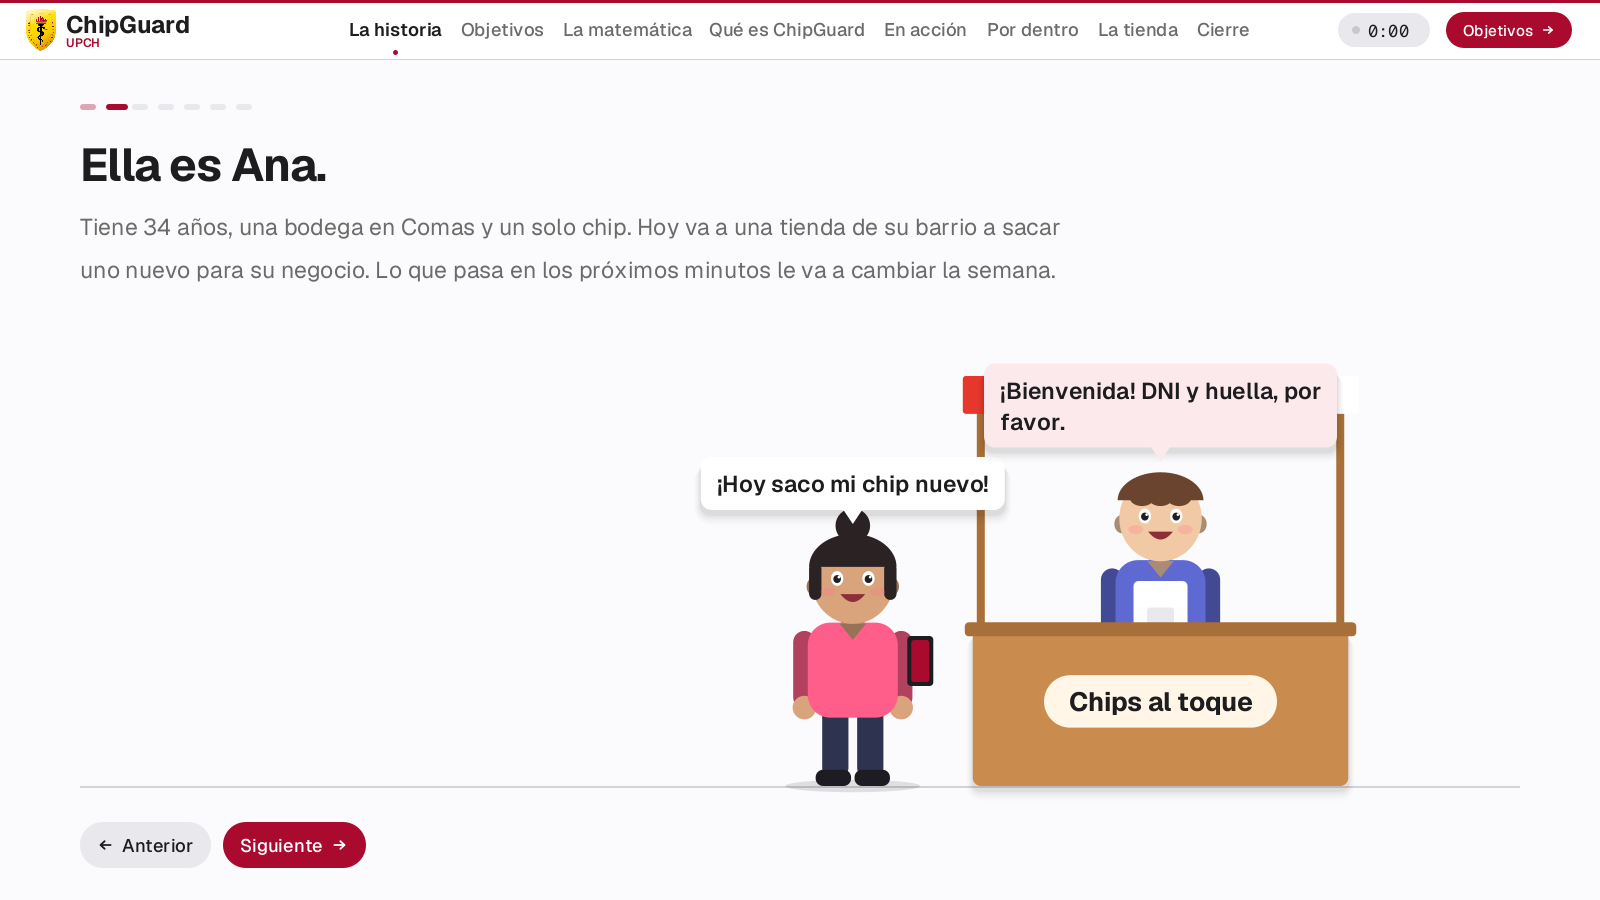 ChipGuard
UPCH
La historia
Objetivos
La matemática
Qué es ChipGuard
En acción
Por dentro
La tienda
Cierre
0:00
Objetivos →
Ella es Ana.
Tiene 34 años, una bodega en Comas y un solo chip. Hoy va a una tienda de su barrio a sacar
uno nuevo para su negocio. Lo que pasa en los próximos minutos le va a cambiar la semana.
¡Bienvenida! DNI y huella, por
favor.
¡Hoy saco mi chip nuevo!
Chips al toque
← Anterior
Siguiente →